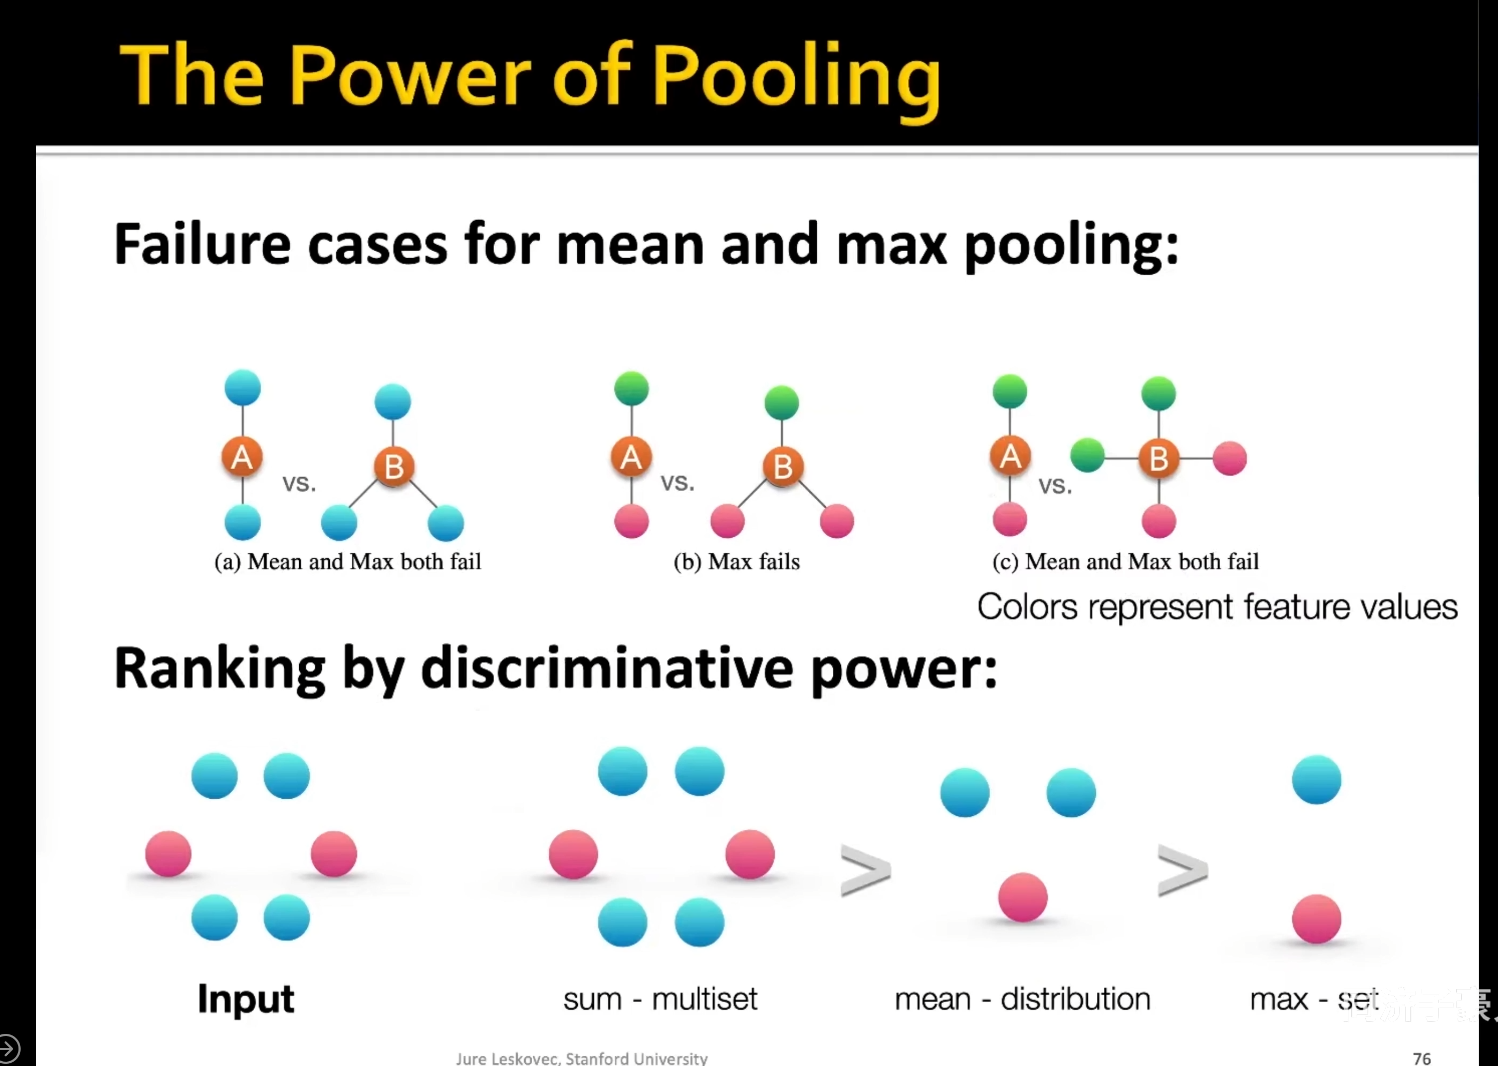 The Power of Pooling
Failure cases for mean and max pooling:
A
vs.
B
A
vs.
B
A
vs.
B
(a) Mean and Max both fail
(b) Max fails
(c) Mean and Max both fail
Colors represent feature values
Ranking by discriminative power:
>
>
Input
sum - multiset
mean - distribution
max - set
Jure Leskovec, Stanford University
76